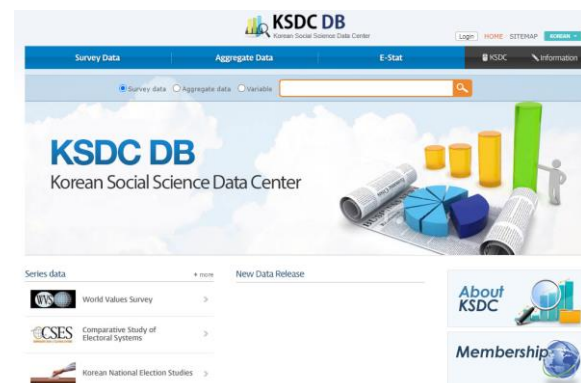 KSDC DB
Korean Social Science Data Center
Login HOME SITEMAP KOREAN
Survey Data Aggregate Data E-Stat KSDC Information
Survey data Aggregate data Variable
KSDC DB
Korean Social Science Data Center
BUSINESS
Series data + more New Data Release
About
KSDC
WVS World Values Survey
CSES Comparative Study of
Electoral Systems
Membership
Korean National Election Studies